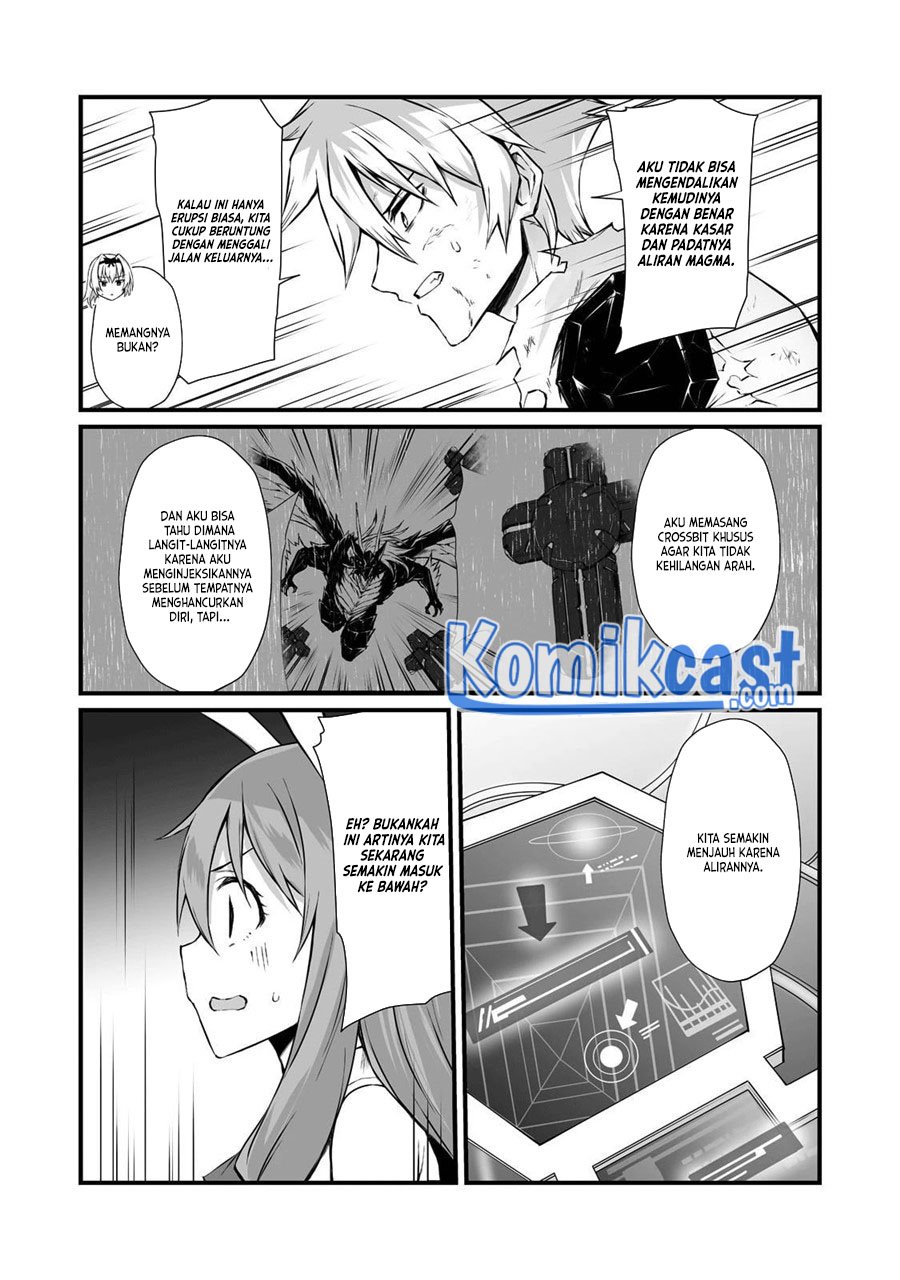 AKU TIDAK BISA
MENGENDALIKAN
KEMUDINYA
DENGAN BENAR
KARENA KASAR
DAN PADATNYA
ALIRAN MAGMA.
KALAU INI HANYA
ERUPSI BIASA, KITA
CUKUP BERUNTUNG
DENGAN MENGGALI
JALAN KELUARNYA...
MEMANGNYA
BUKAN?
AKU MEMASANG
CROSSBIT KHUSUS
AGAR KITA TIDAK
KEHILANGAN ARAH.
DAN AKU BISA
TAHU DIMANA
LANGIT-LANGITNYA
KARENA AKU
MENGINJEKSIKANNYA
SEBELUM TEMPATNYA
MENGHANCURKAN
DIRI, TAPI...
Komikcast
.com
KITA SEMAKIN
MENJAUH KARENA
ALIRANNYA.
EH? BUKANKAH
INI ARTINYA KITA
SEKARANG
SEMAKIN MASUK
KE BAWAH?